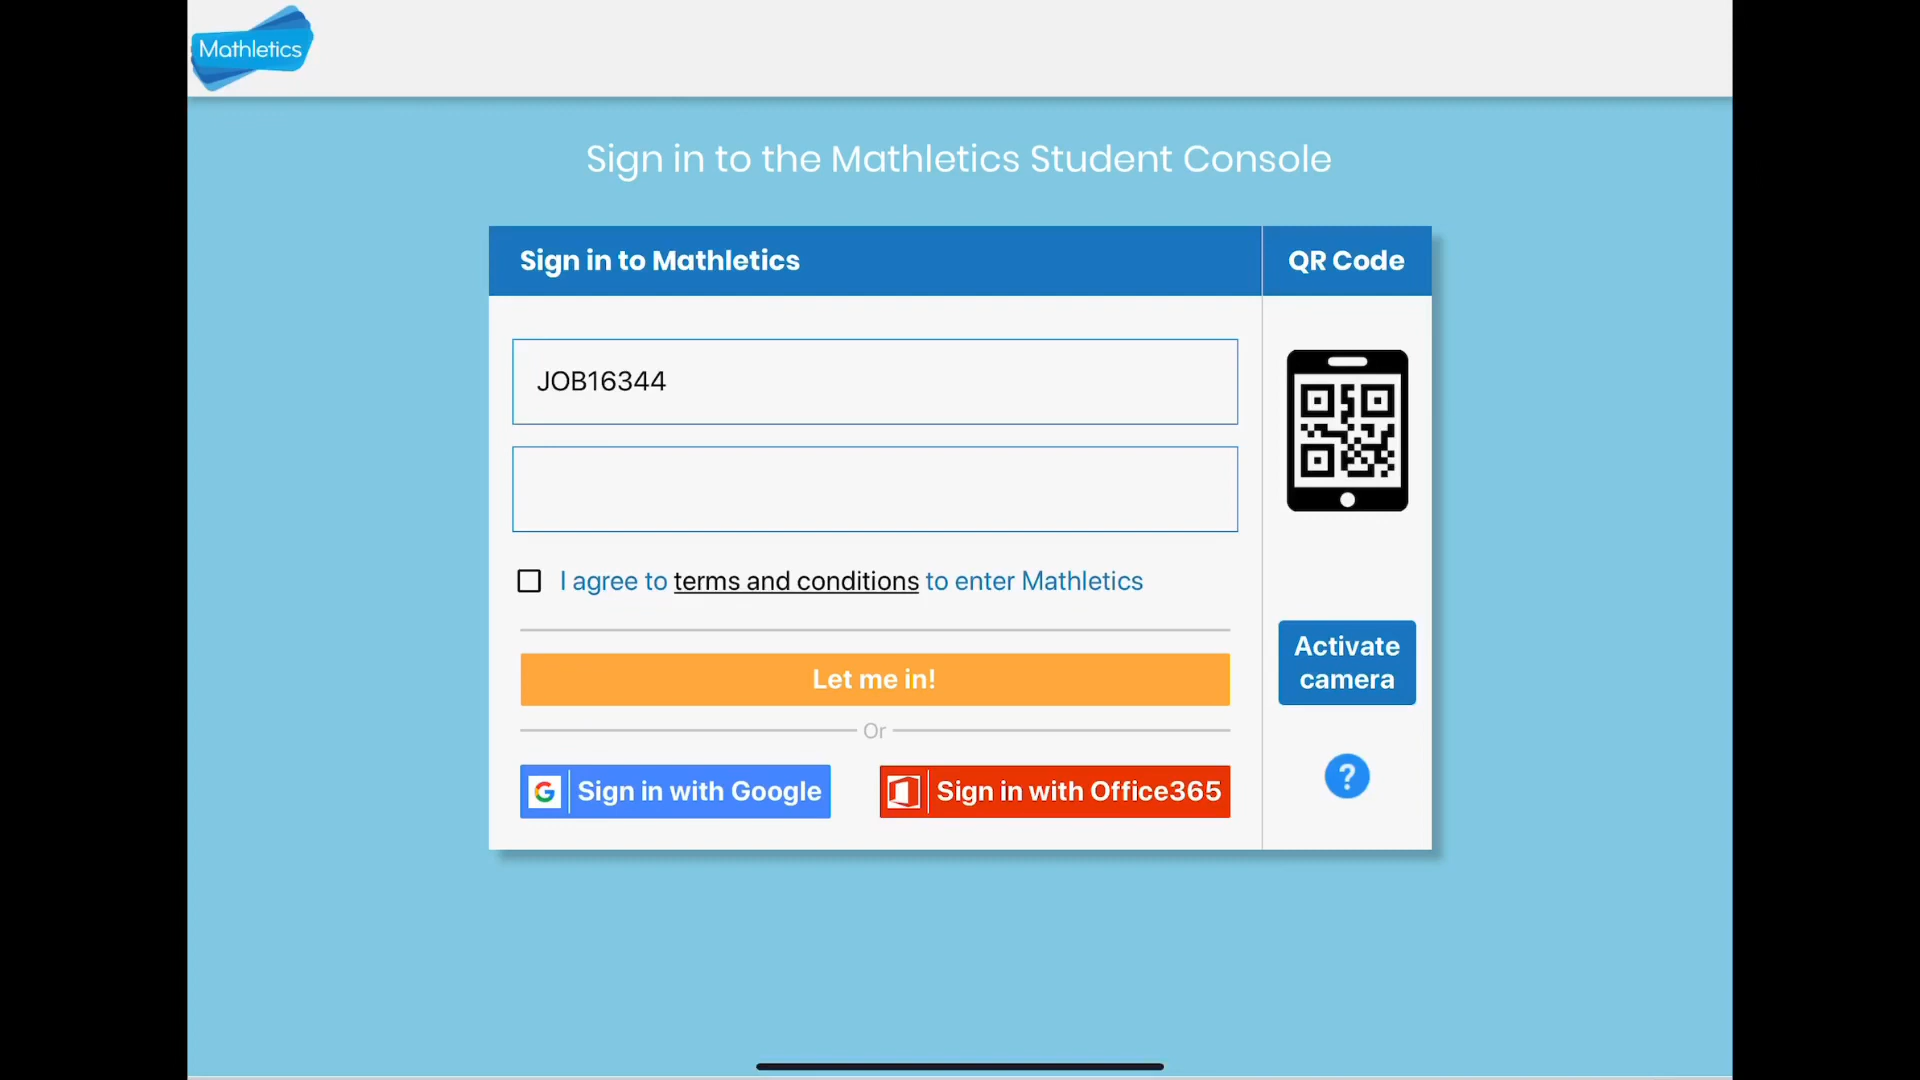 Mathletics
Sign in to the Mathletics Student Console
Sign in to Mathletics
QR Code
JOB16344
I agree to terms and conditions to enter Mathletics
Let me in!
Activate
camera
Or
Sign in with Google
Sign in with Office365
?